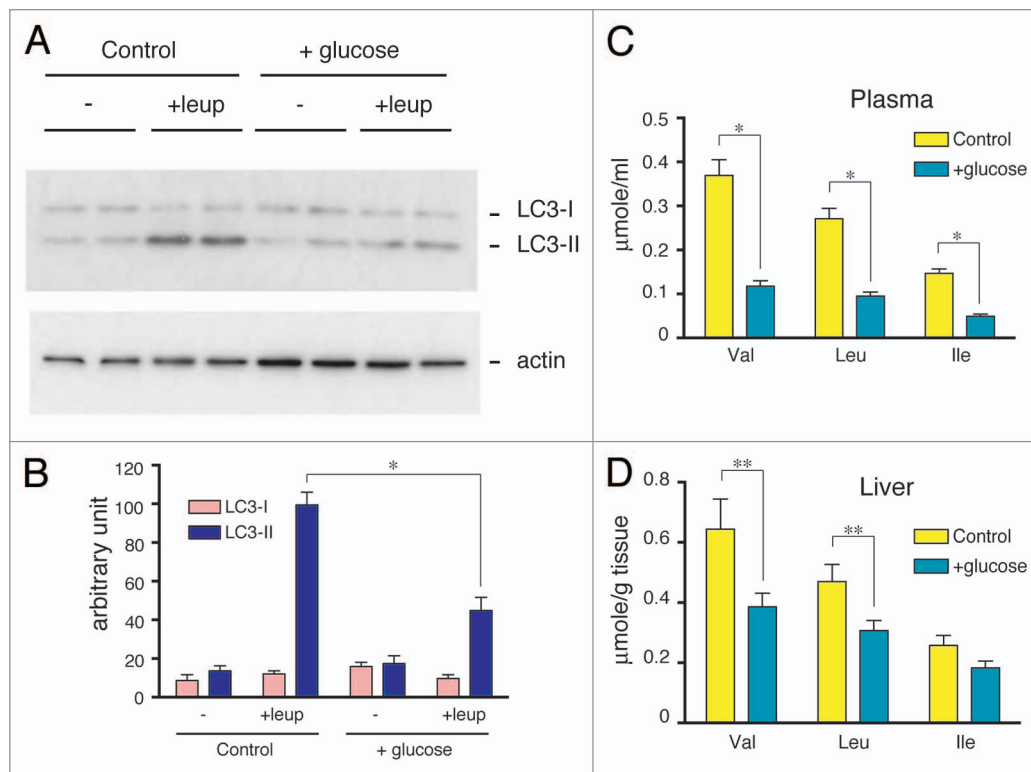 A
Control
+ glucose
-
+leup
-
+leup
- LC3-I
- LC3-II
- actin
B
120
100
80
60
40
20
0
arbitrary unit
LC3-I
LC3-II
*
-
+leup
-
+leup
Control
+ glucose
C
Plasma
0.5
0.4
0.3
0.2
0.1
0
µmole/ml
Control
+glucose
*
*
*
Val
Leu
Ile
D
Liver
0.8
0.6
0.4
0.2
0
µmole/g tissue
Control
+glucose
**
**
Val
Leu
Ile